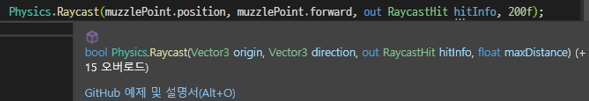 Physics.Raycast(muzzlePoint.position, muzzlePoint.forward, out RaycastHit hitInfo, 200f);
bool Physics.Raycast(Vector3 origin, Vector3 direction, out RaycastHit hitInfo, float maxDistance) (+
15 오버로드)
GitHub 예제 및 설명서(Alt+O)